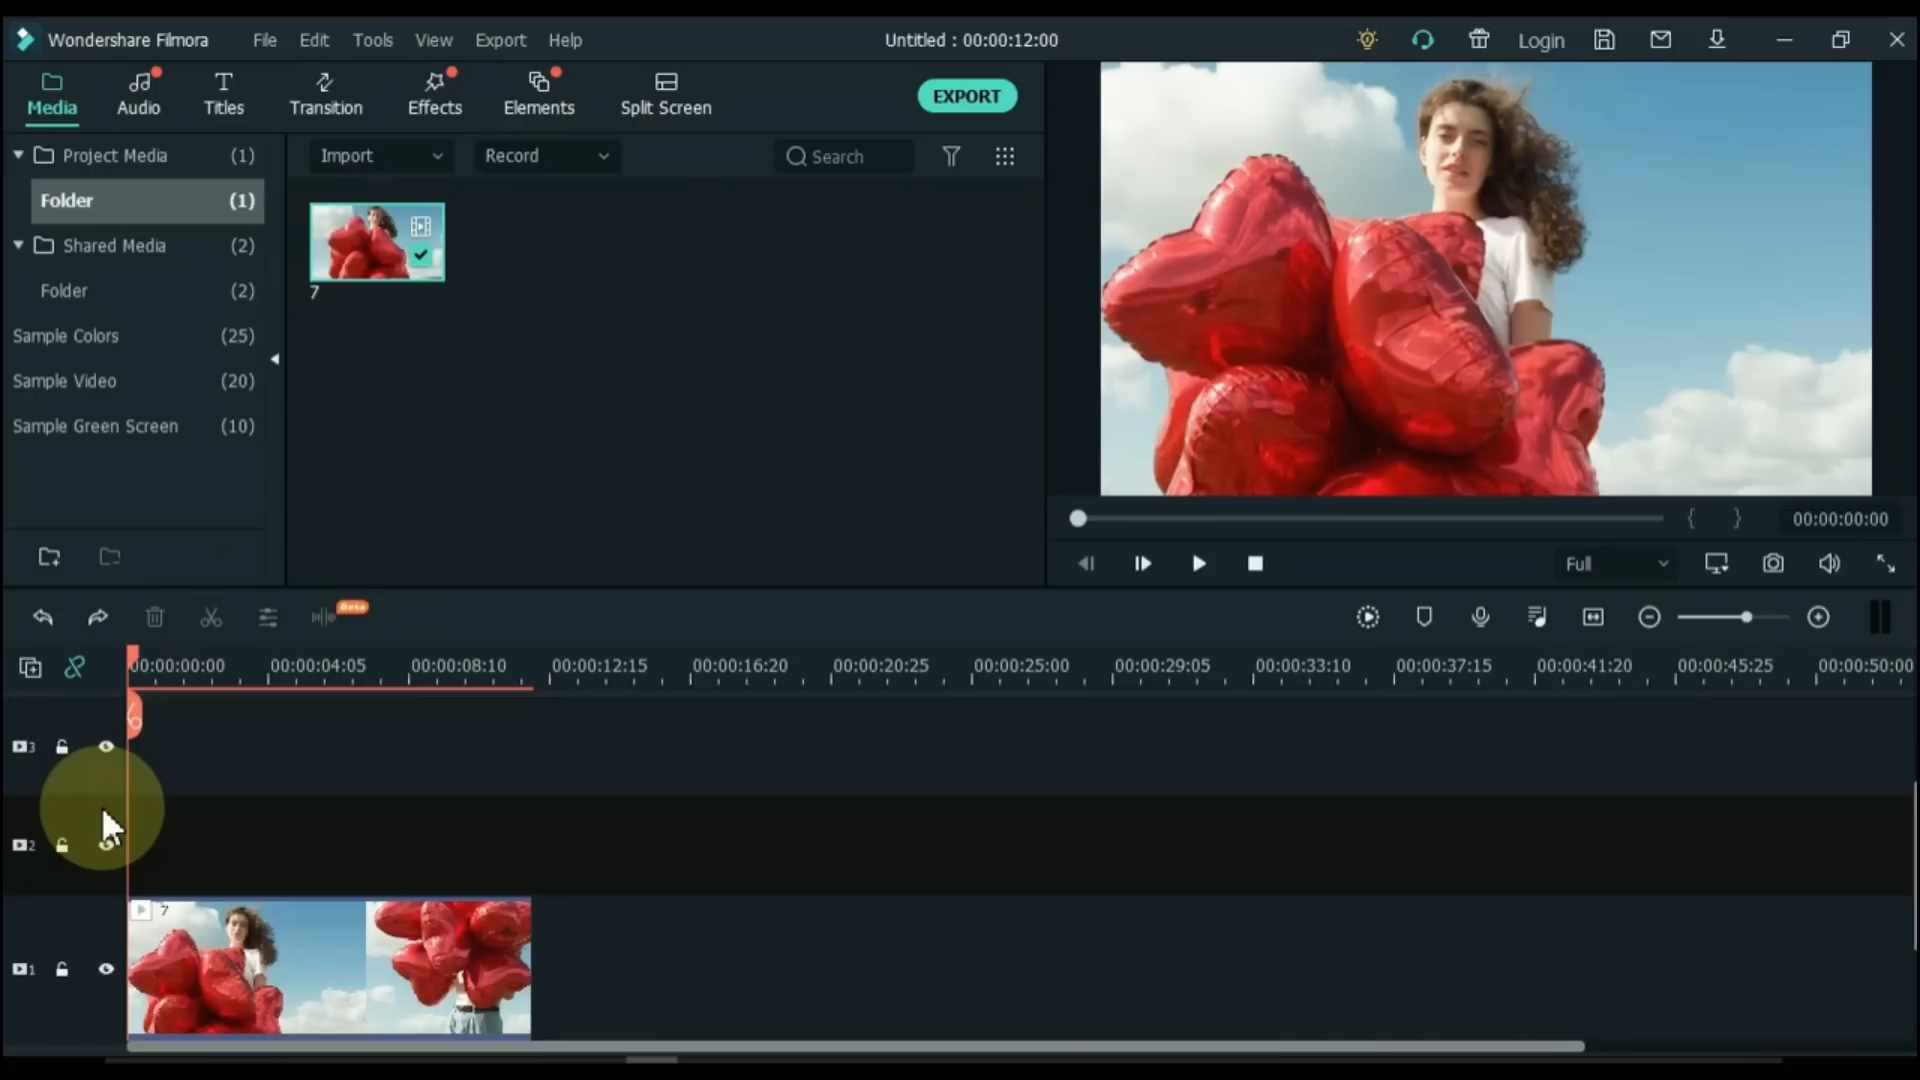 Wondershare Filmora File Edit Tools View Export Help Untitled : 00:00:12:00 Login
Media Audio Titles Transition Effects Elements Split Screen EXPORT
Project Media (1) Import Record Search
Folder (1)
Shared Media (2)
Folder (2)
7
Sample Colors (25)
Sample Video (20)
Sample Green Screen (10)
{ } 00:00:00:00
Full
Beta
00:00:00:00 00:00:04:05 00:00:08:10 00:00:12:15 00:00:16:20 00:00:20:25 00:00:25:00 00:00:29:05 00:00:33:10 00:00:37:15 00:00:41:20 00:00:45:25 00:00:50:00
3
2
7
1